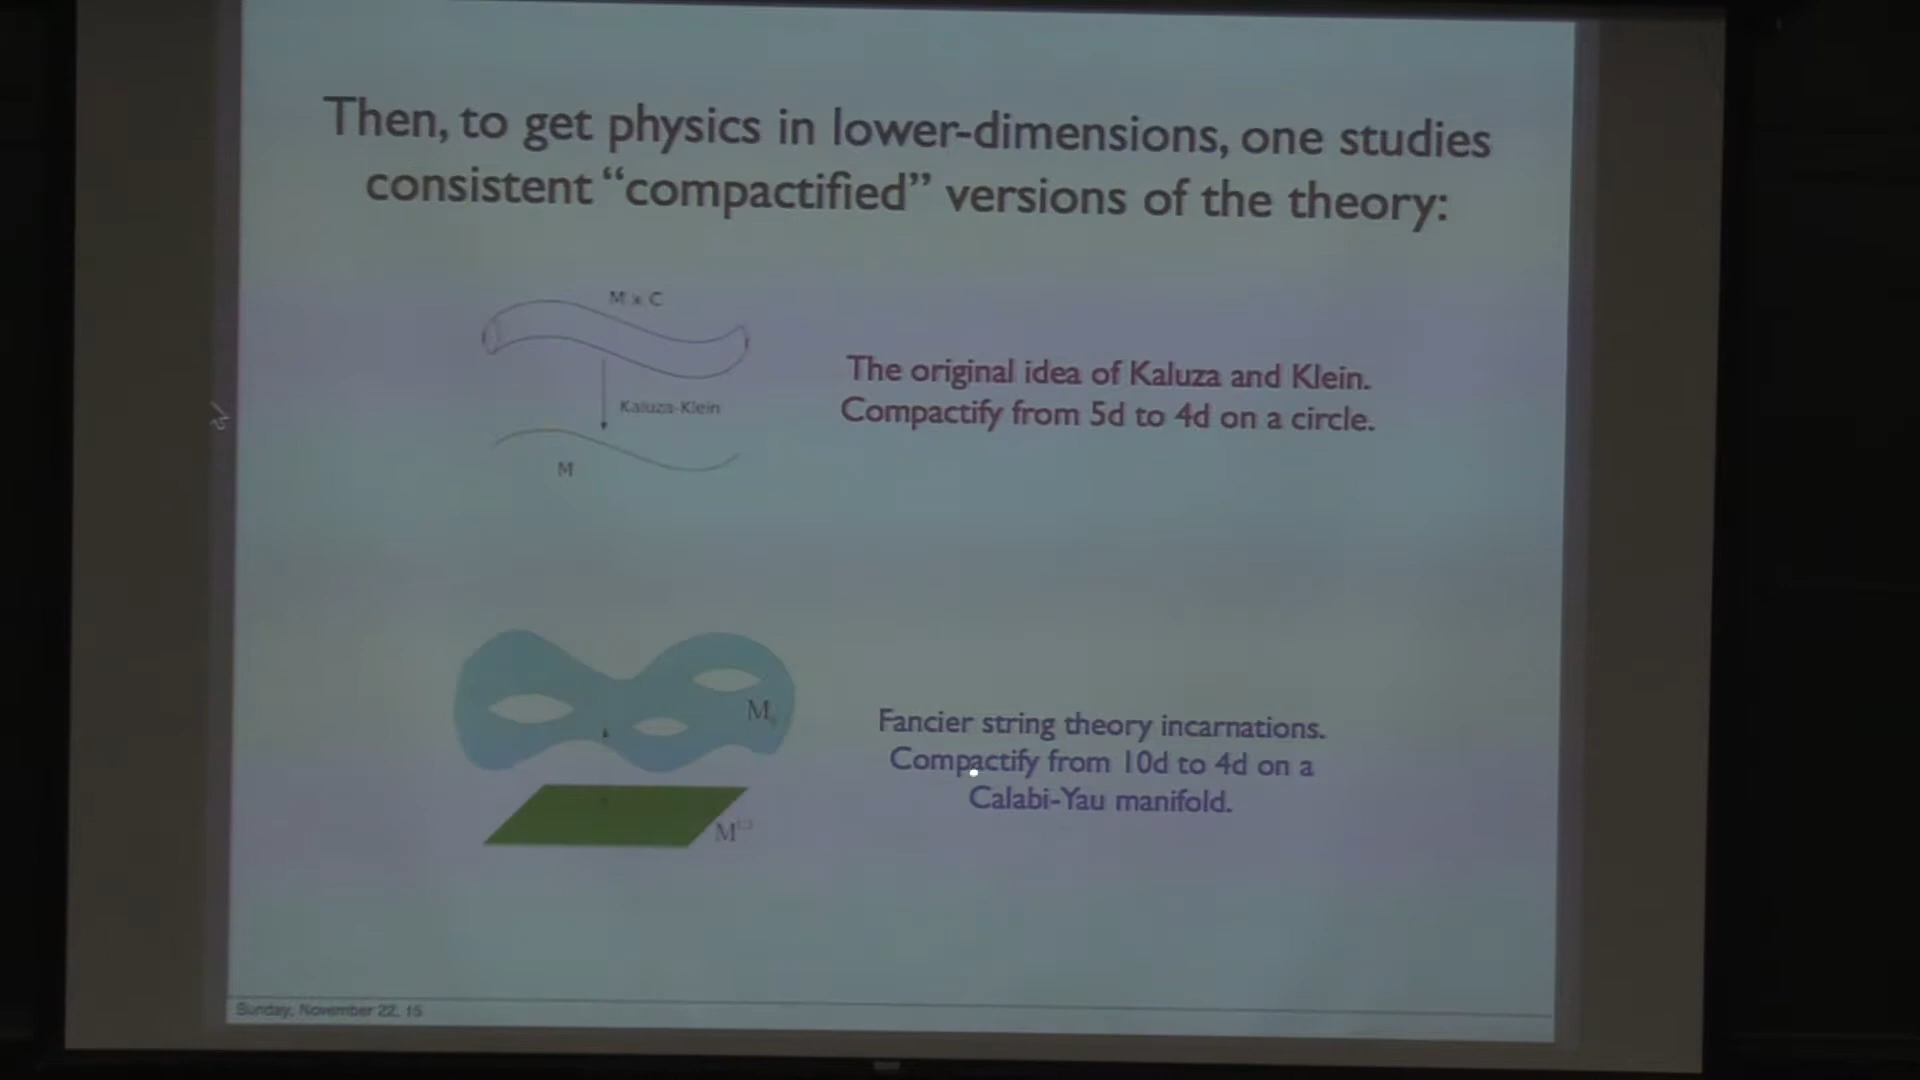 Then, to get physics in lower-dimensions, one studies
consistent “compactified” versions of the theory:
M x C
Kaluza-Klein
M
The original idea of Kaluza and Klein.
Compactify from 5d to 4d on a circle.
M
M
Fancier string theory incarnations.
Compactify from 10d to 4d on a
Calabi-Yau manifold.
Sunday, November 22, 15